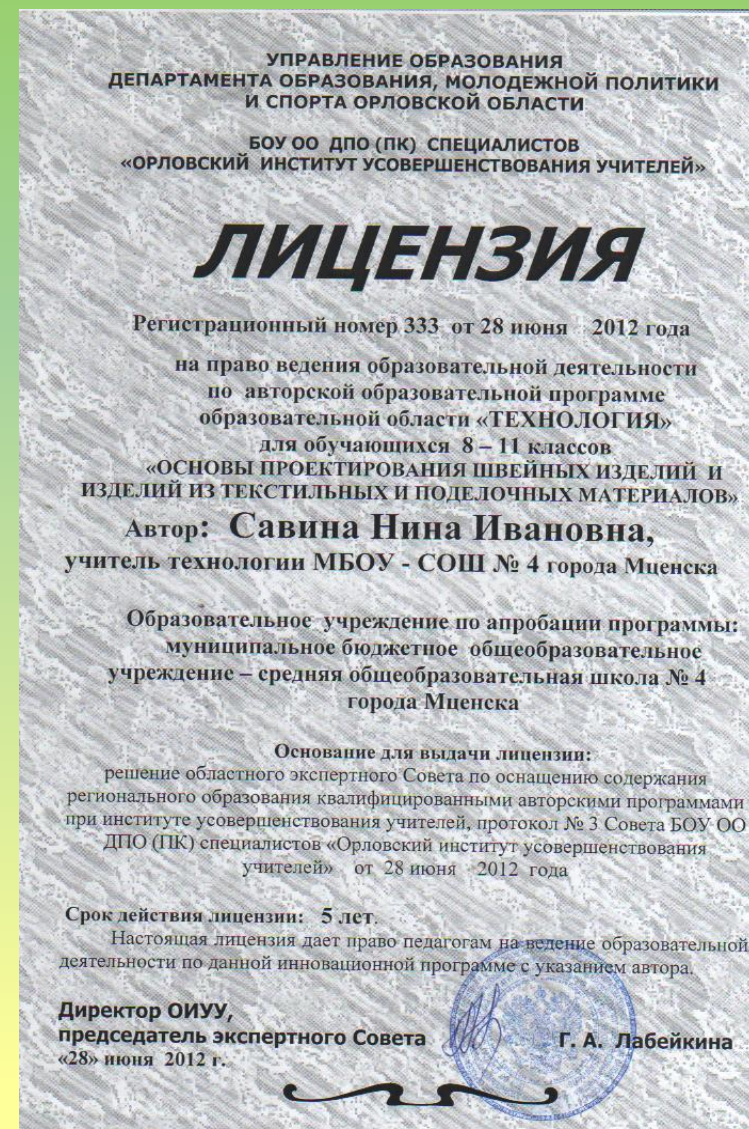 УПРАВЛЕНИЕ ОБРАЗОВАНИЯ
ДЕПАРТАМЕНТА ОБРАЗОВАНИЯ, МОЛОДЕЖНОЙ ПОЛИТИКИ
И СПОРТА ОРЛОВСКОЙ ОБЛАСТИ
БОУ ОО ДПО (ПК) СПЕЦИАЛИСТОВ
«ОРЛОВСКИЙ ИНСТИТУТ УСОВЕРШЕНСТВОВАНИЯ УЧИТЕЛЕЙ»
ЛИЦЕНЗИЯ
Регистрационный номер 333 от 28 июня 2012 года
на право ведения образовательной деятельности
по авторской образовательной программе
образовательной области «ТЕХНОЛОГИЯ»
для обучающихся 8 – 11 классов
«ОСНОВЫ ПРОЕКТИРОВАНИЯ ШВЕЙНЫХ ИЗДЕЛИЙ И
ИЗДЕЛИЙ ИЗ ТЕКСТИЛЬНЫХ И ПОДЕЛОЧНЫХ МАТЕРИАЛОВ»
Автор: Савина Нина Ивановна,
учитель технологии МБОУ - СОШ № 4 города Мценска
Образовательное учреждение по апробации программы:
муниципальное бюджетное общеобразовательное
учреждение – средняя общеобразовательная школа № 4
города Мценска
Основание для выдачи лицензии:
решение областного экспертного Совета по оснащению содержания
регионального образования квалифицированными авторскими программами
при институте усовершенствования учителей, протокол № 3 Совета БОУ ОО
ДПО (ПК) специалистов «Орловский институт усовершенствования
учителей» от 28 июня 2012 года
Срок действия лицензии: 5 лет.
Настоящая лицензия дает право педагогам на ведение образовательной
деятельности по данной инновационной программе с указанием автора.
Директор ОИУУ,
председатель экспертного Совета Г. А. Лабейкина
«28» июня 2012 г.